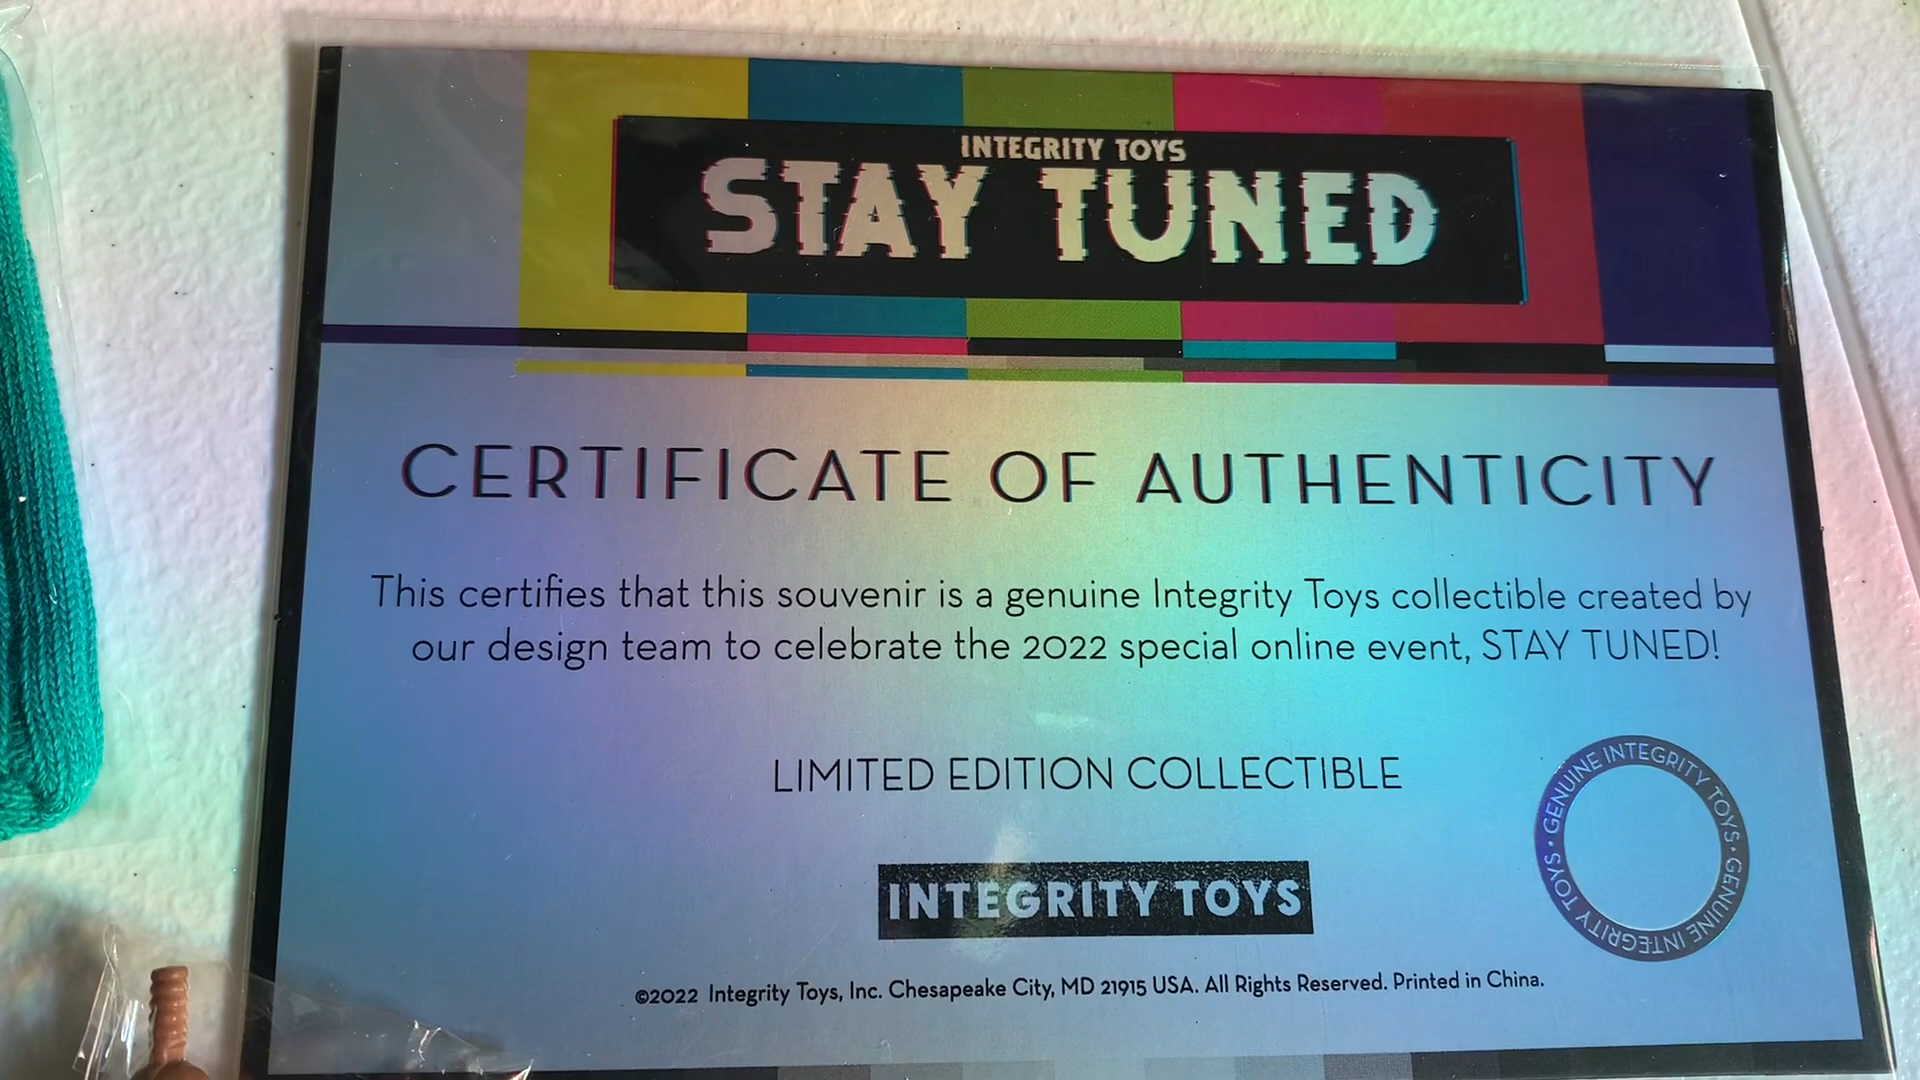 INTEGRITY TOYS
STAY TUNED
CERTIFICATE OF AUTHENTICITY
This certifies that this souvenir is a genuine Integrity Toys collectible created by
our design team to celebrate the 2022 special online event, STAY TUNED!
LIMITED EDITION COLLECTIBLE
GENUINE INTEGRITY TOYS • GENUINE INTEGRITY TOYS •
INTEGRITY TOYS
©2022 Integrity Toys, Inc. Chesapeake City, MD 21915 USA. All Rights Reserved. Printed in China.